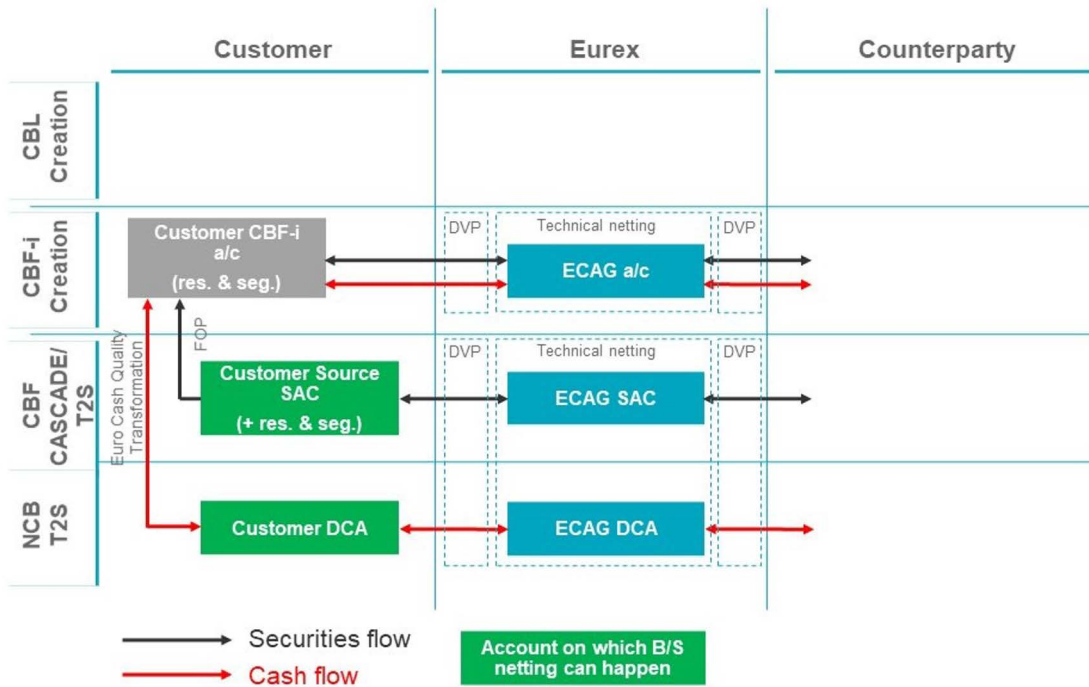 Customer
Eurex
Counterparty
CBL
Creation
CBF-i
Creation
Customer CBF-i
a/c
(res. & seg.)
DVP
Technical netting
DVP
ECAG a/c
FOP
Euro Cash Quality
Transformation
CBF
CASCADE/
T2S
Customer Source
SAC
(+ res. & seg.)
DVP
Technical netting
DVP
ECAG SAC
NCB
T2S
Customer DCA
ECAG DCA
Securities flow
Cash flow
Account on which B/S
netting can happen